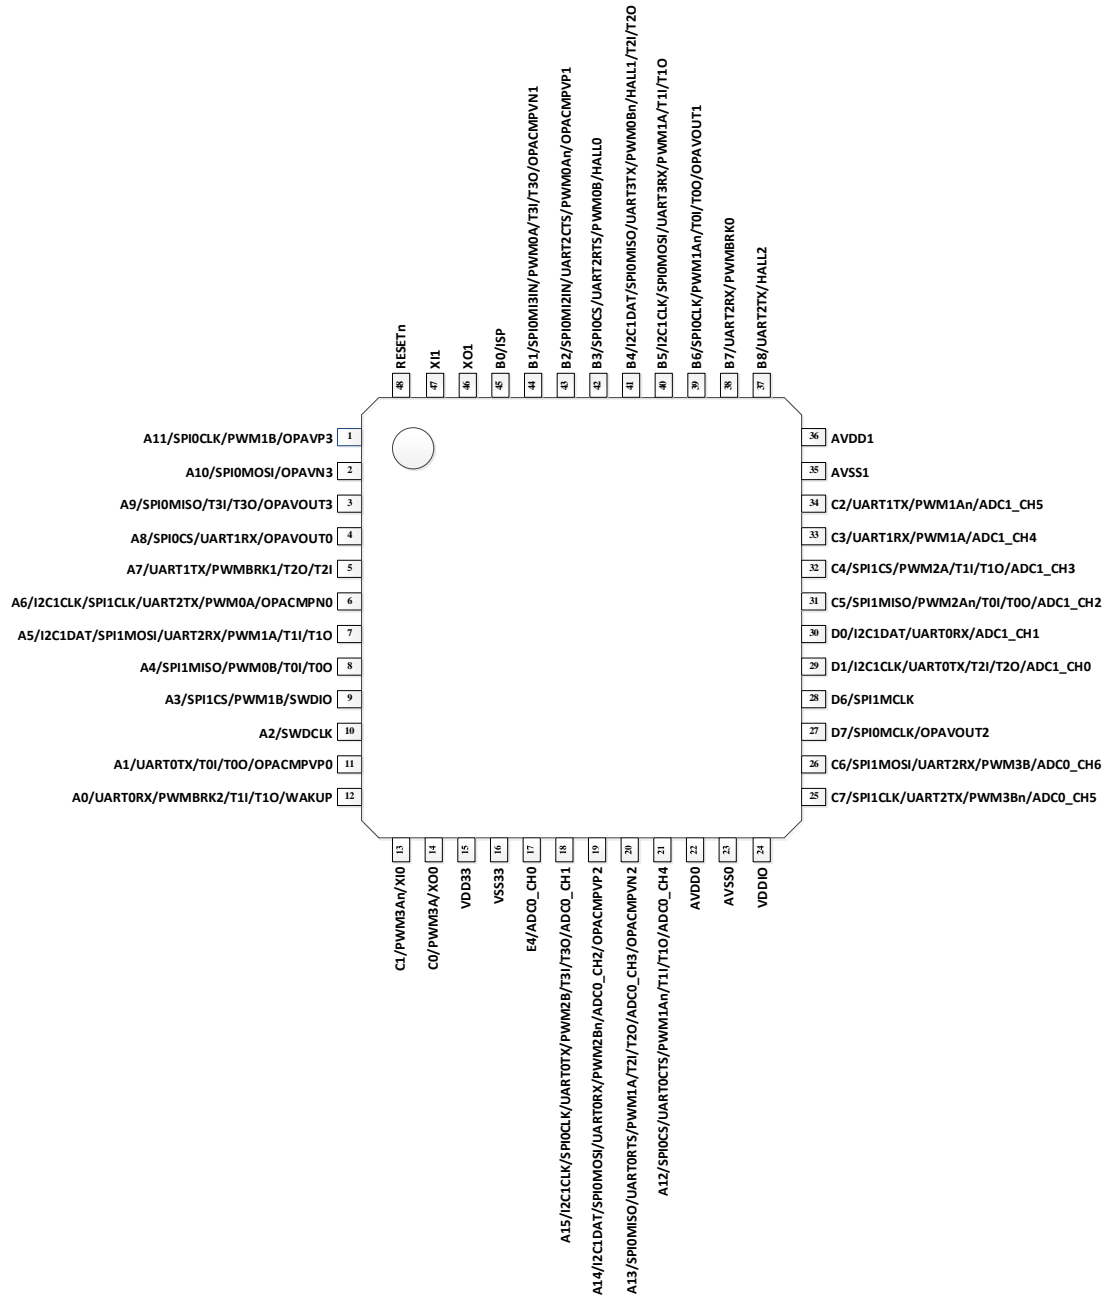 B1/SPI0MI3IN/PWM0A/T3I/T3O/OPACMPVN1
B2/SPI0MI2IN/UART2CTS/PWM0An/OPACMPVP1
B3/SPI0CS/UART2RTS/PWM0B/HALL0
B4/I2C1DAT/SPI0MISO/UART3TX/PWM0Bn/HALL1/T2I/T2O
B5/I2C1CLK/SPI0MOSI/UART3RX/PWM1A/T1I/T1O
B6/SPI0CLK/PWM1An/T0I/T0O/OPAVOUT1
B7/UART2RX/PWMBRK0
B8/UART2TX/HALL2
RESETn
XI1
XO1
B0/ISP
48
47
46
45
44
43
42
41
40
39
38
37
A11/SPI0CLK/PWM1B/OPAVP3 1
36 AVDD1
A10/SPI0MOSI/OPAVN3 2
35 AVSS1
A9/SPI0MISO/T3I/T3O/OPAVOUT3 3
34 C2/UART1TX/PWM1An/ADC1_CH5
A8/SPI0CS/UART1RX/OPAVOUT0 4
33 C3/UART1RX/PWM1A/ADC1_CH4
A7/UART1TX/PWMBRK1/T2O/T2I 5
32 C4/SPI1CS/PWM2A/T1I/T1O/ADC1_CH3
A6/I2C1CLK/SPI1CLK/UART2TX/PWM0A/OPACMPN0 6
31 C5/SPI1MISO/PWM2An/T0I/T0O/ADC1_CH2
A5/I2C1DAT/SPI1MOSI/UART2RX/PWM1A/T1I/T1O 7
30 D0/I2C1DAT/UART0RX/ADC1_CH1
A4/SPI1MISO/PWM0B/T0I/T0O 8
29 D1/I2C1CLK/UART0TX/T2I/T2O/ADC1_CH0
A3/SPI1CS/PWM1B/SWDIO 9
28 D6/SPI1MCLK
A2/SWDCLK 10
27 D7/SPI0MCLK/OPAVOUT2
A1/UART0TX/T0I/T0O/OPACMPVP0 11
26 C6/SPI1MOSI/UART2RX/PWM3B/ADC0_CH6
A0/UART0RX/PWMBRK2/T1I/T1O/WAKUP 12
25 C7/SPI1CLK/UART2TX/PWM3Bn/ADC0_CH5
13
14
15
16
17
18
19
20
21
22
23
24
C1/PWM3An/XI0
C0/PWM3A/XO0
VDD33
VSS33
E4/ADC0_CH0
A15/I2C1CLK/SPI0CLK/UART0TX/PWM2B/T3I/T3O/ADC0_CH1
A14/I2C1DAT/SPI0MOSI/UART0RX/PWM2Bn/ADC0_CH2/OPACMPVP2
A13/SPI0MISO/UART0RTS/PWM1A/T2I/T2O/ADC0_CH3/OPACMPVN2
A12/SPI0CS/UART0CTS/PWM1An/T1I/T1O/ADC0_CH4
AVDD0
AVSS0
VDDIO